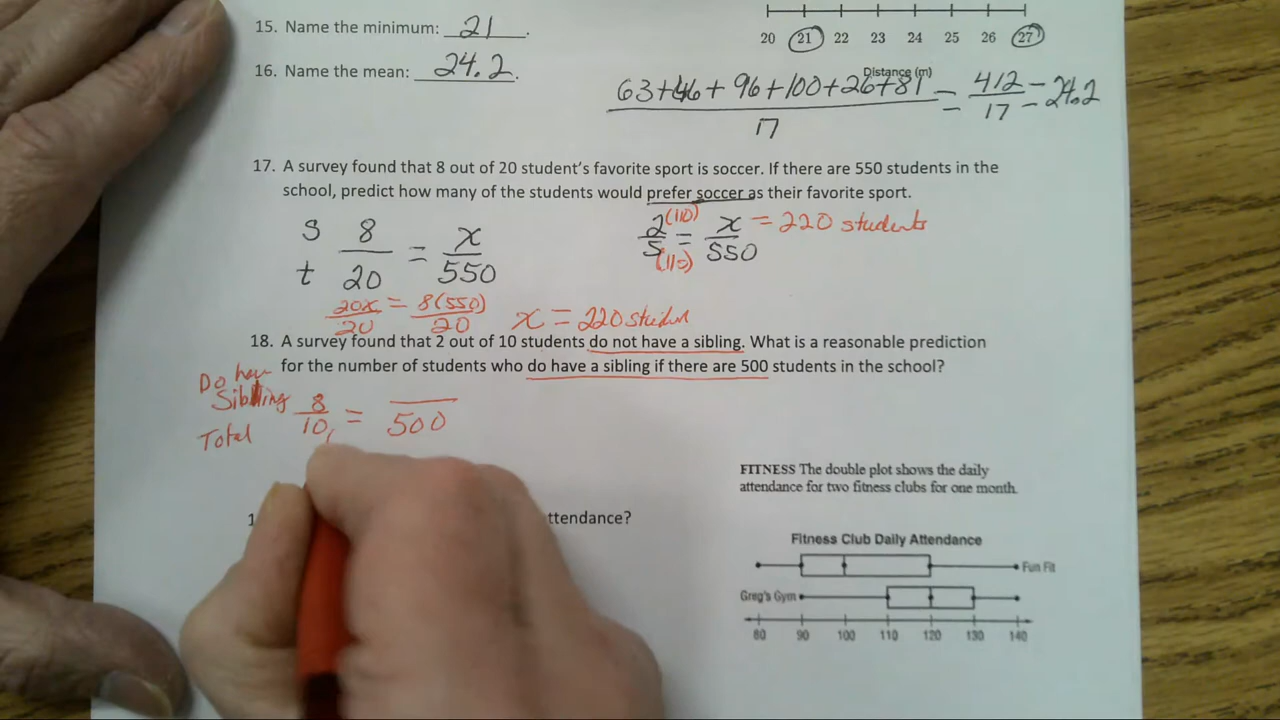 15. Name the minimum: 21.
20 21 22 23 24 25 26 27
16. Name the mean: 24.2.
Distance (m)
63+46+96+100+26+81 = 412 = 24.2
17 17
17. A survey found that 8 out of 20 student's favorite sport is soccer. If there are 550 students in the
school, predict how many of the students would prefer soccer as their favorite sport.
S 8 = x
t 20 550
2(110) = x = 220 students
5(110) 550
20x = 8(550)
20 20
x = 220 studen
18. A survey found that 2 out of 10 students do not have a sibling. What is a reasonable prediction
for the number of students who do have a sibling if there are 500 students in the school?
Do hav
Sibling 8 =
Total 10 500
FITNESS The double plot shows the daily
attendance for two fitness clubs for one month.
1 ttendance?
Fitness Club Daily Attendance
Fun Fit
Greg's Gym
80 90 100 110 120 130 140